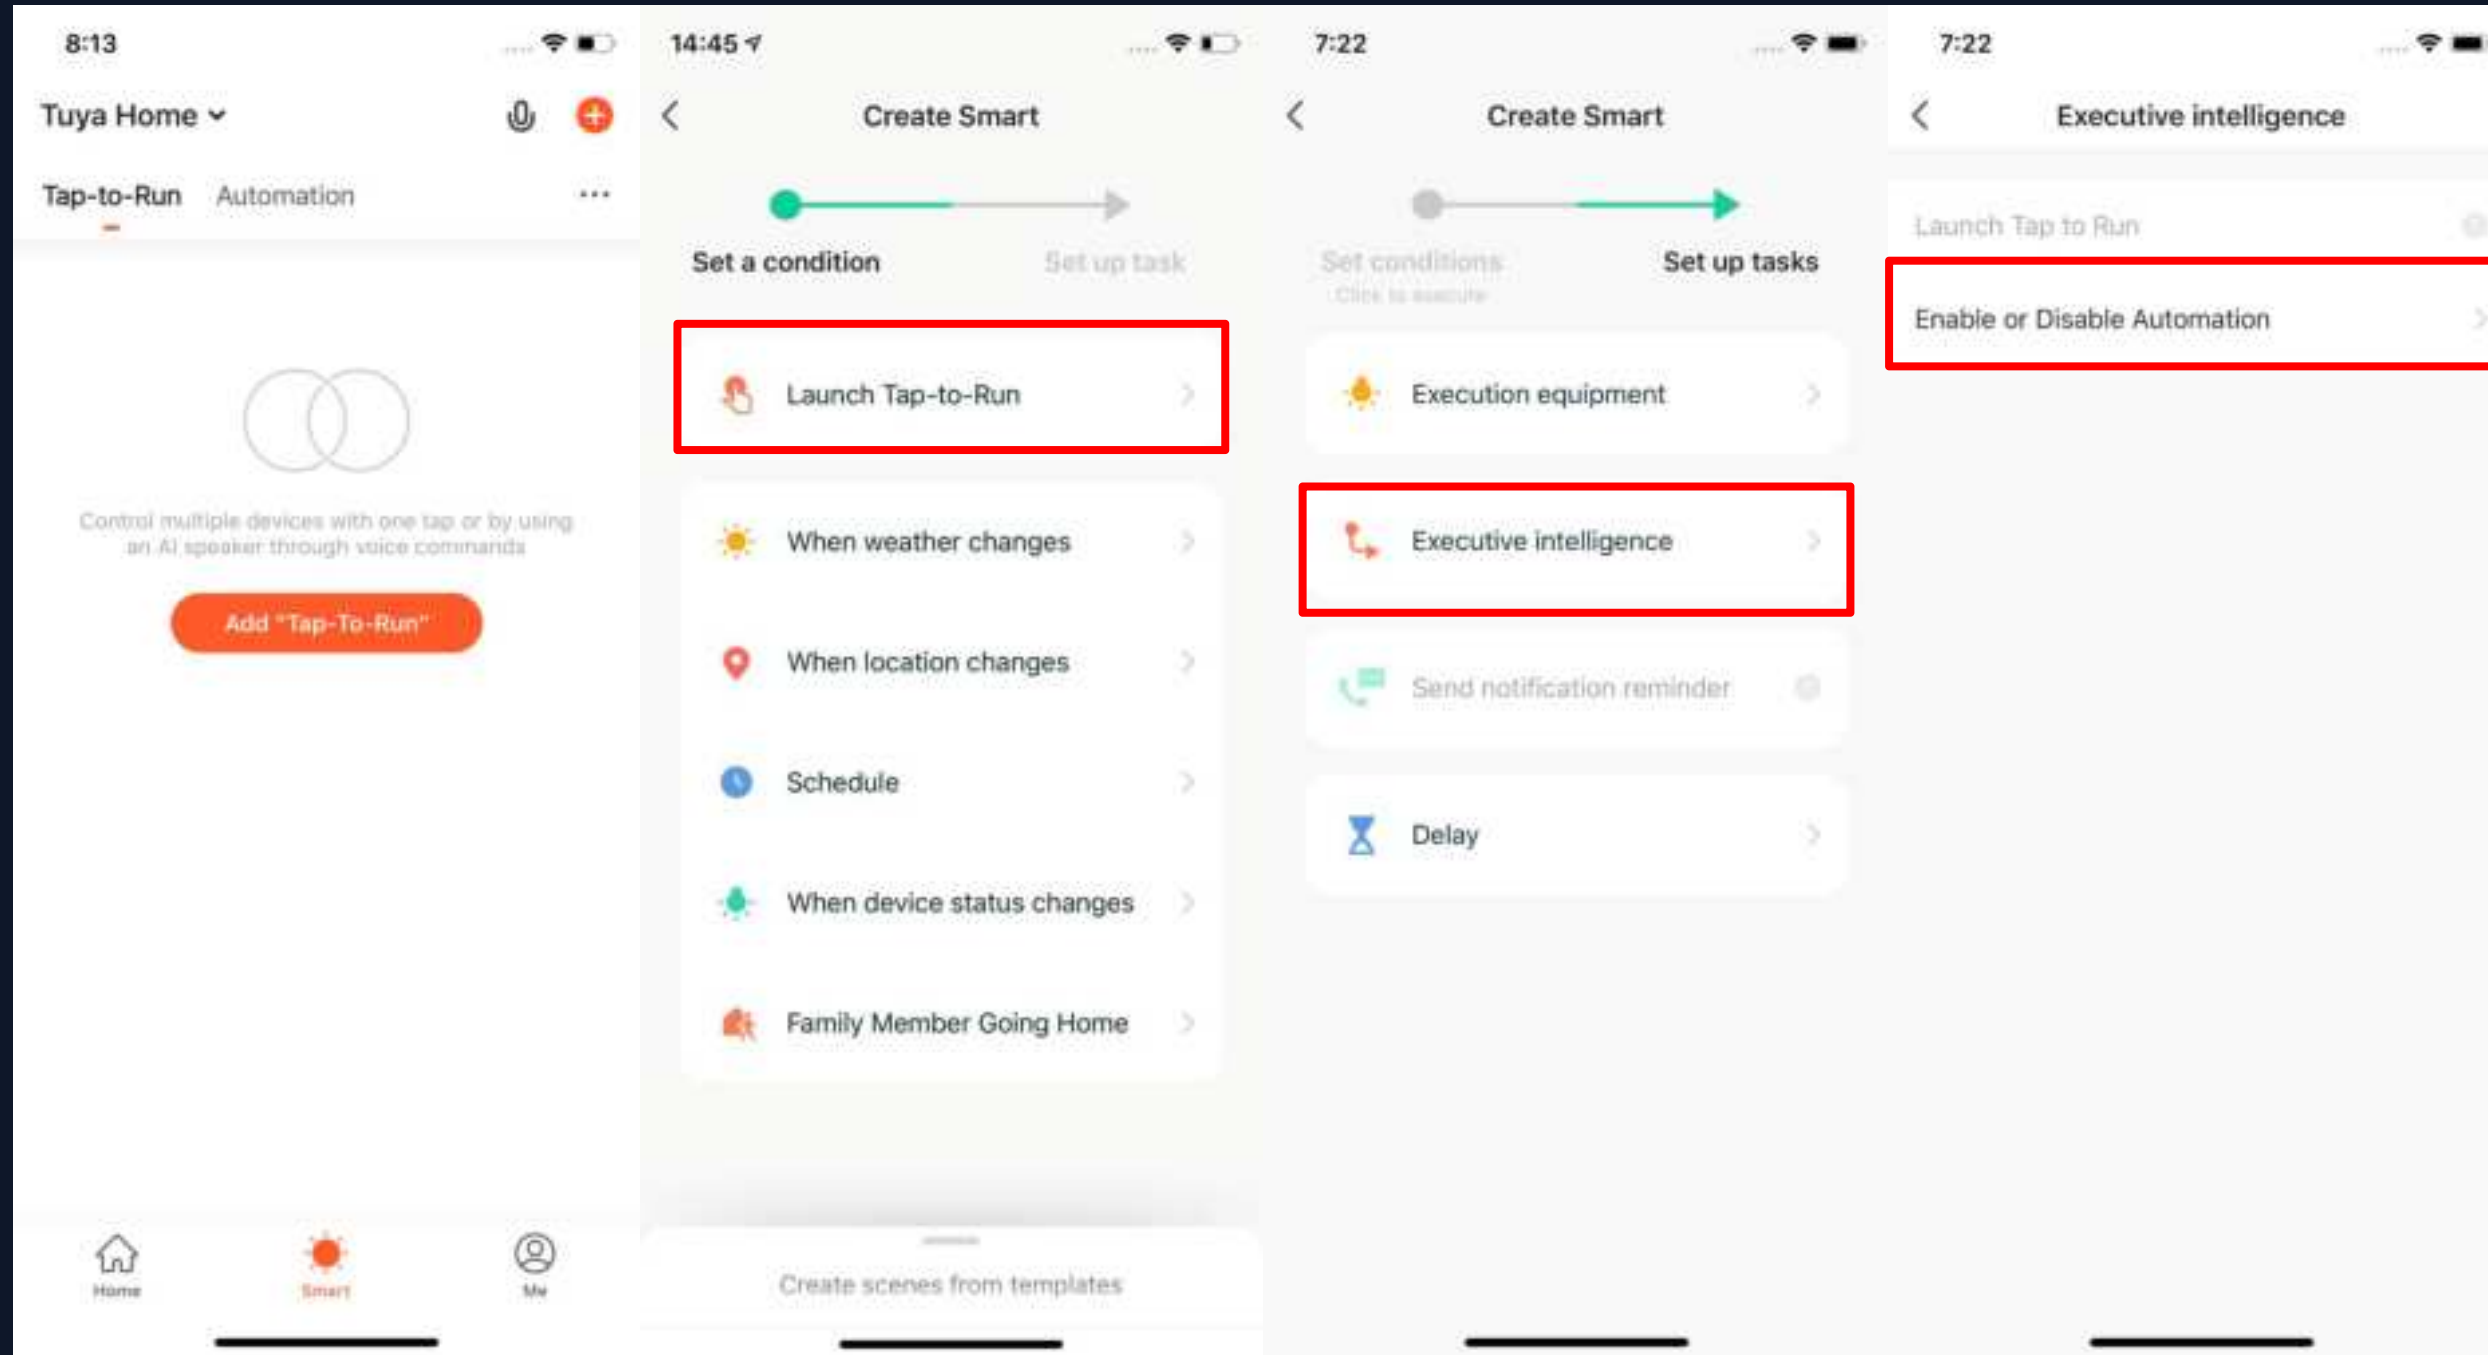 8:13
Tuya Home
Tap-to-Run Automation
Control multiple devices with one tap or by using
an AI speaker through voice commands
Add "Tap-To-Run"
Home
Smart
Me
14:45
Create Smart
Set a condition
Set up task
Launch Tap-to-Run
When weather changes
When location changes
Schedule
When device status changes
Family Member Going Home
Create scenes from templates
7:22
Create Smart
Set conditions
Click to execute
Set up tasks
Execution equipment
Executive intelligence
Send notification reminder
Delay
7:22
Executive intelligence
Launch Tap to Run
Enable or Disable Automation